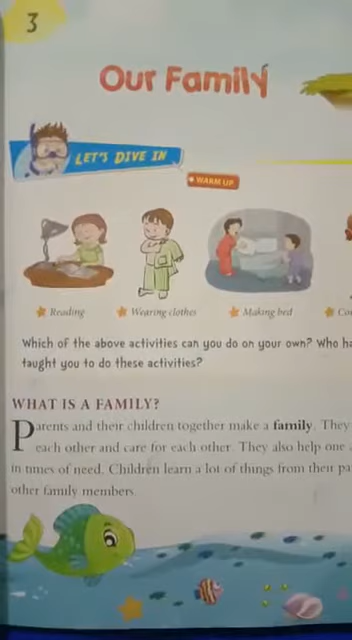 3
Our Family
LET'S DIVE IN
WARM UP
Reading
Wearing clothes
Making bed
Which of the above activities can you do on your own? Who
taught you to do these activities?
WHAT IS A FAMILY?
Parents and their children together make a family. They
each other and care for each other. They also help one
in times of need. Children learn a lot of things from their
other family members